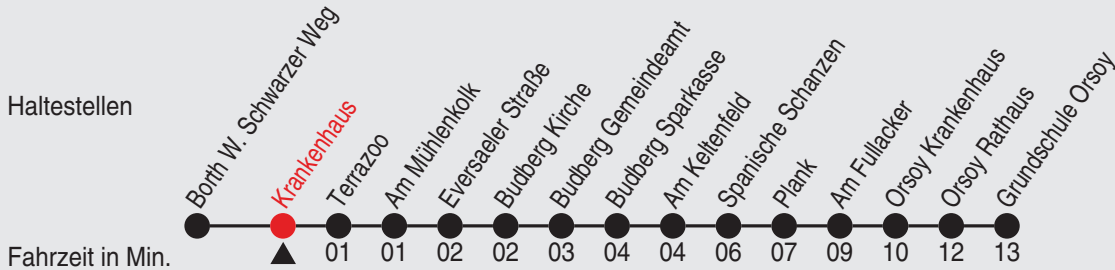 Haltestellen
Borth W. Schwarzer Weg
Krankenhaus
Terrazoo
Am Mühlenkolk
Eversaeler Straße
Budberg Kirche
Budberg Gemeindeamt
Budberg Sparkasse
Am Keltenfeld
Spanische Schanzen
Plank
Am Fullacker
Orsoy Krankenhaus
Orsoy Rathaus
Grundschule Orsoy
Fahrzeit in Min. 01 01 02 02 03 04 04 06 07 09 10 12 13